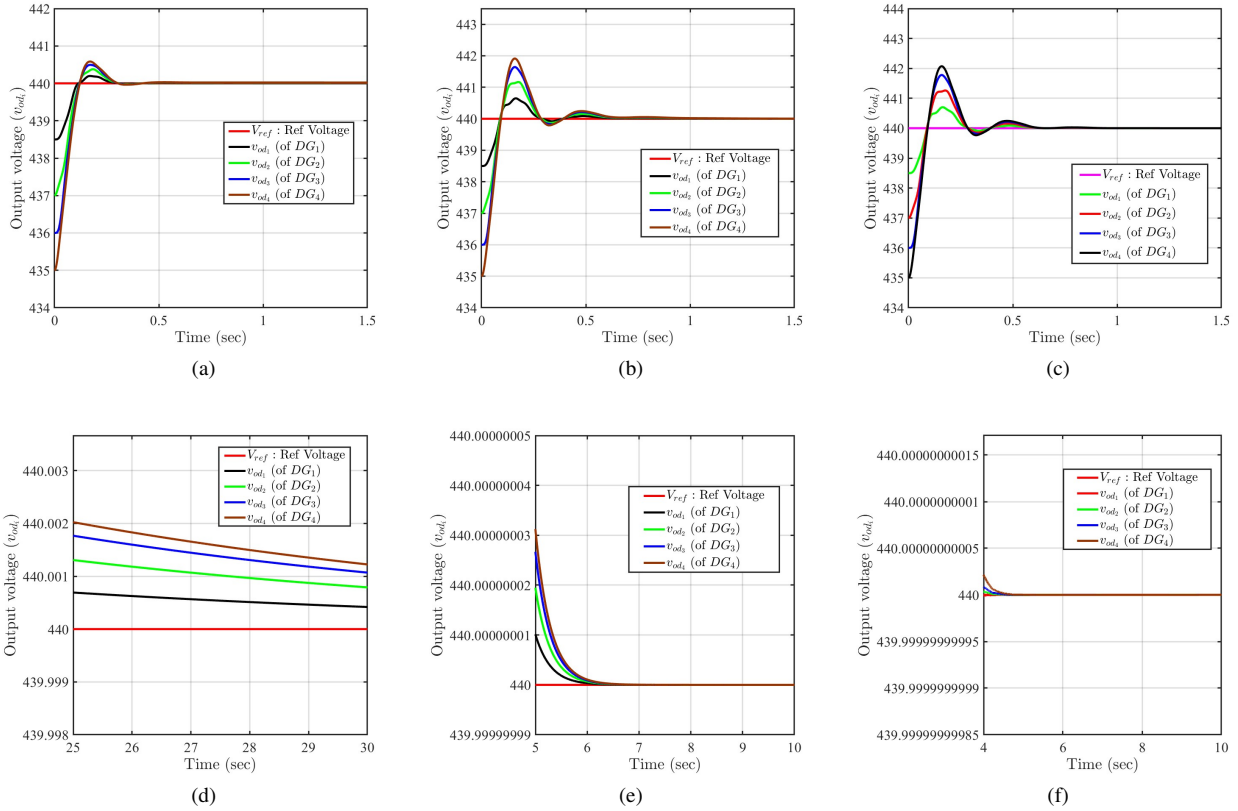 442
441
440
439
438
437
436
435
434
Output voltage (v_{od_i})
0
0.5
1
1.5
Time (sec)
V_{ref} : Ref Voltage
v_{od_1} (of DG_1)
v_{od_2} (of DG_2)
v_{od_3} (of DG_3)
v_{od_4} (of DG_4)
(a)
443
442
441
440
439
438
437
436
435
434
Output voltage (v_{od_i})
0
0.5
1
1.5
Time (sec)
V_{ref} : Ref Voltage
v_{od_1} (of DG_1)
v_{od_2} (of DG_2)
v_{od_3} (of DG_3)
v_{od_4} (of DG_4)
(b)
444
443
442
441
440
439
438
437
436
435
434
Output voltage (v_{od_i})
0
0.5
1
1.5
Time (sec)
V_{ref} : Ref Voltage
v_{od_1} (of DG_1)
v_{od_2} (of DG_2)
v_{od_3} (of DG_3)
v_{od_4} (of DG_4)
(c)
440.003
440.002
440.001
440
439.999
439.998
Output voltage (v_{od_i})
25
26
27
28
29
30
Time (sec)
V_{ref} : Ref Voltage
v_{od_1} (of DG_1)
v_{od_2} (of DG_2)
v_{od_3} (of DG_3)
v_{od_4} (of DG_4)
(d)
440.00000005
440.00000004
440.00000003
440.00000002
440.00000001
440
439.99999999
Output voltage (v_{od_i})
5
6
7
8
9
10
Time (sec)
V_{ref} : Ref Voltage
v_{od_1} (of DG_1)
v_{od_2} (of DG_2)
v_{od_3} (of DG_3)
v_{od_4} (of DG_4)
(e)
440.00000000015
440.0000000001
440.00000000005
440
439.99999999995
439.9999999999
439.99999999985
Output voltage (v_{od_i})
4
6
8
10
Time (sec)
V_{ref} : Ref Voltage
v_{od_1} (of DG_1)
v_{od_2} (of DG_2)
v_{od_3} (of DG_3)
v_{od_4} (of DG_4)
(f)